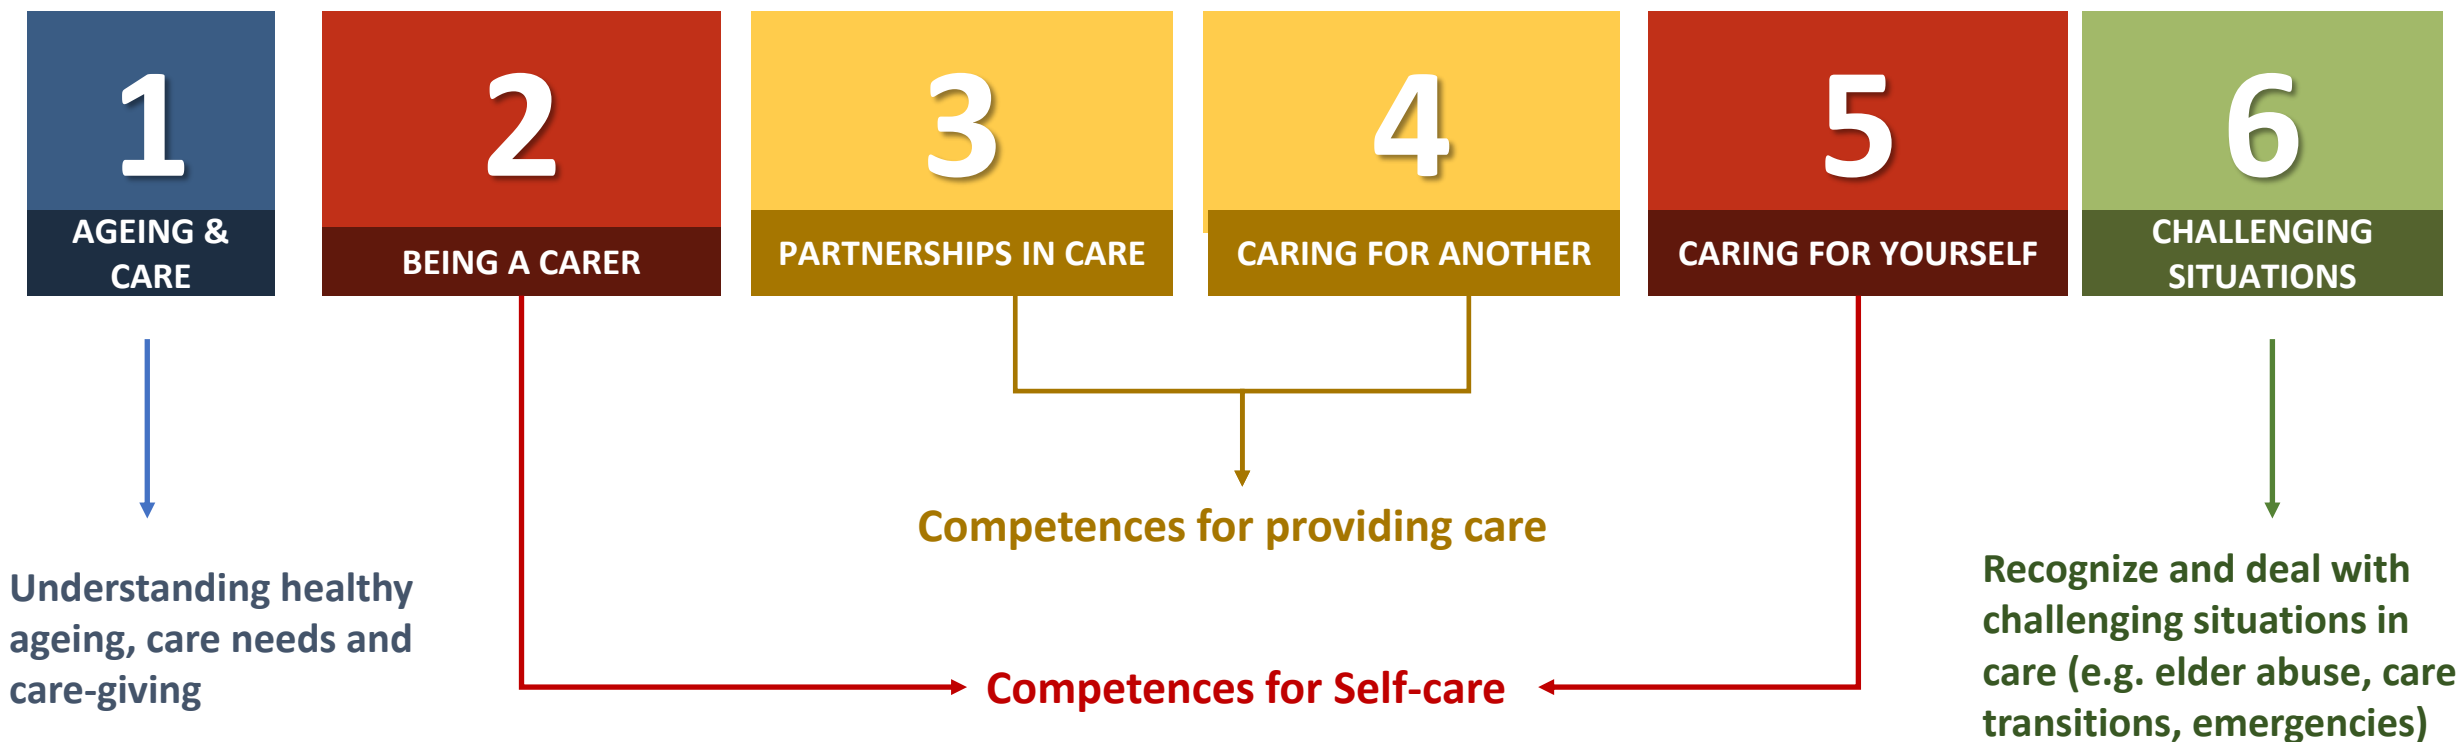 1
AGEING &
CARE
2
BEING A CARER
3
PARTNERSHIPS IN CARE
4
CARING FOR ANOTHER
5
CARING FOR YOURSELF
6
CHALLENGING
SITUATIONS
Understanding healthy
ageing, care needs and
care-giving
Competences for providing care
Competences for Self-care
Recognize and deal with
challenging situations in
care (e.g. elder abuse, care
transitions, emergencies)